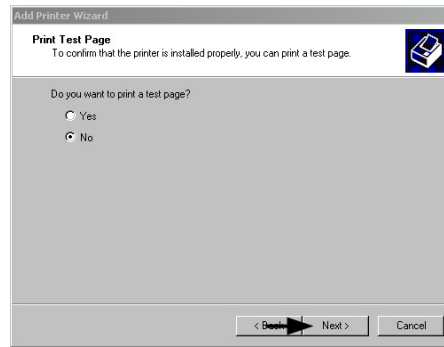 Add Printer Wizard
Print Test Page
To confirm that the printer is installed properly, you can print a test page.
Do you want to print a test page?
Yes
No
< Back Next > Cancel